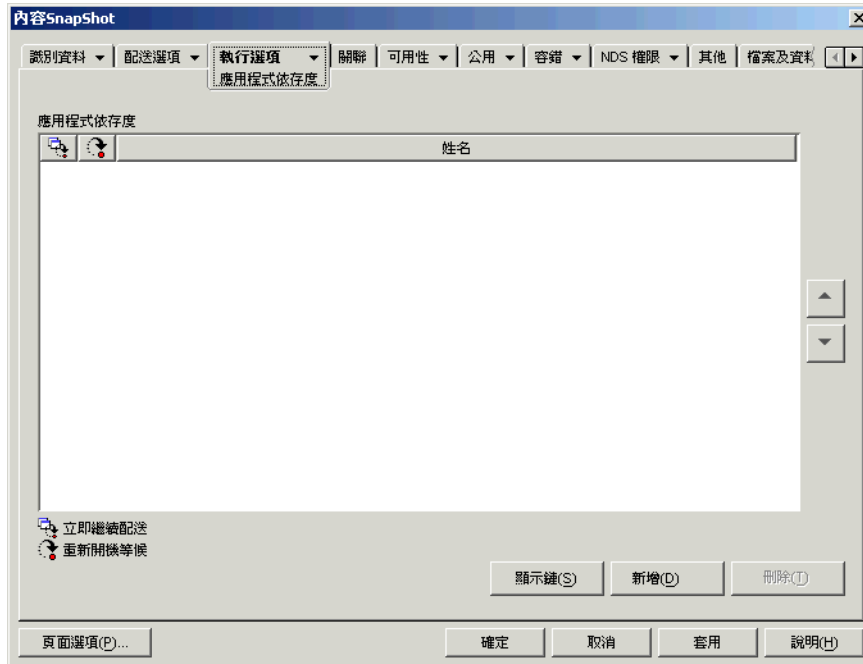 內容SnapShot
識別資料 配送選項 執行選項 關聯 可用性 公用 容錯 NDS 權限 其他 檔案及資料
應用程式依存度
應用程式依存度
姓名
立即繼續配送
重新開機等候
顯示鏈(S) 新增(D) 刪除(T)
頁面選項(P)... 確定 取消 套用 說明(H)